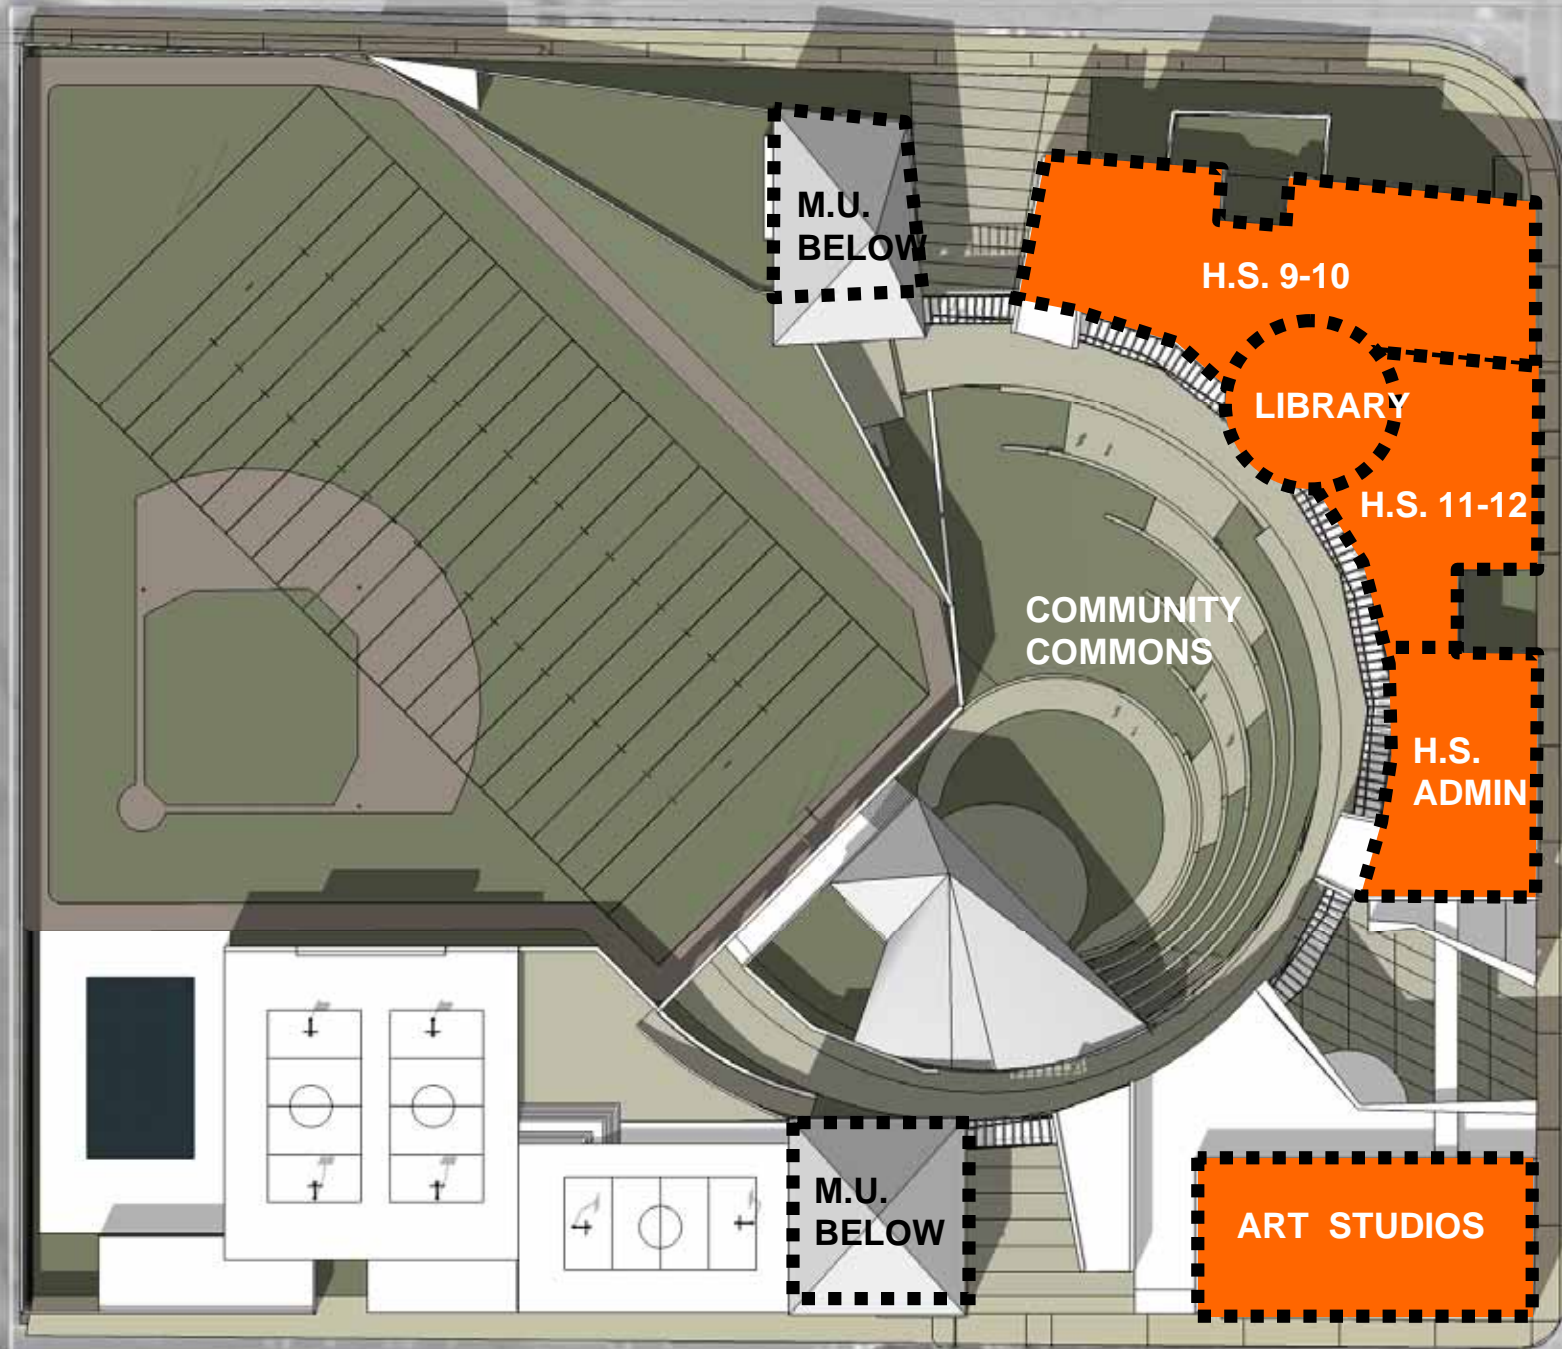 M.U.
BELOW
H.S. 9-10
LIBRARY
H.S. 11-12
COMMUNITY
COMMONS
H.S.
ADMIN
M.U.
BELOW
ART STUDIOS